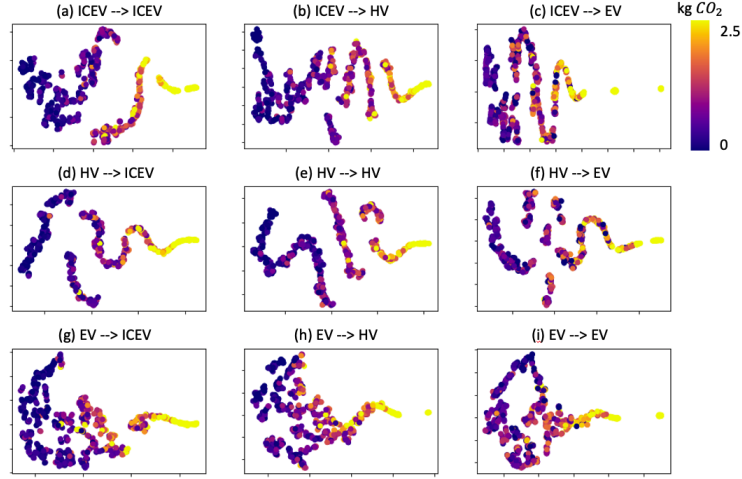 (a) ICEV --> ICEV
(b) ICEV --> HV
(c) ICEV --> EV
kg CO2
2.5
0
(d) HV --> ICEV
(e) HV --> HV
(f) HV --> EV
(g) EV --> ICEV
(h) EV --> HV
(i) EV --> EV